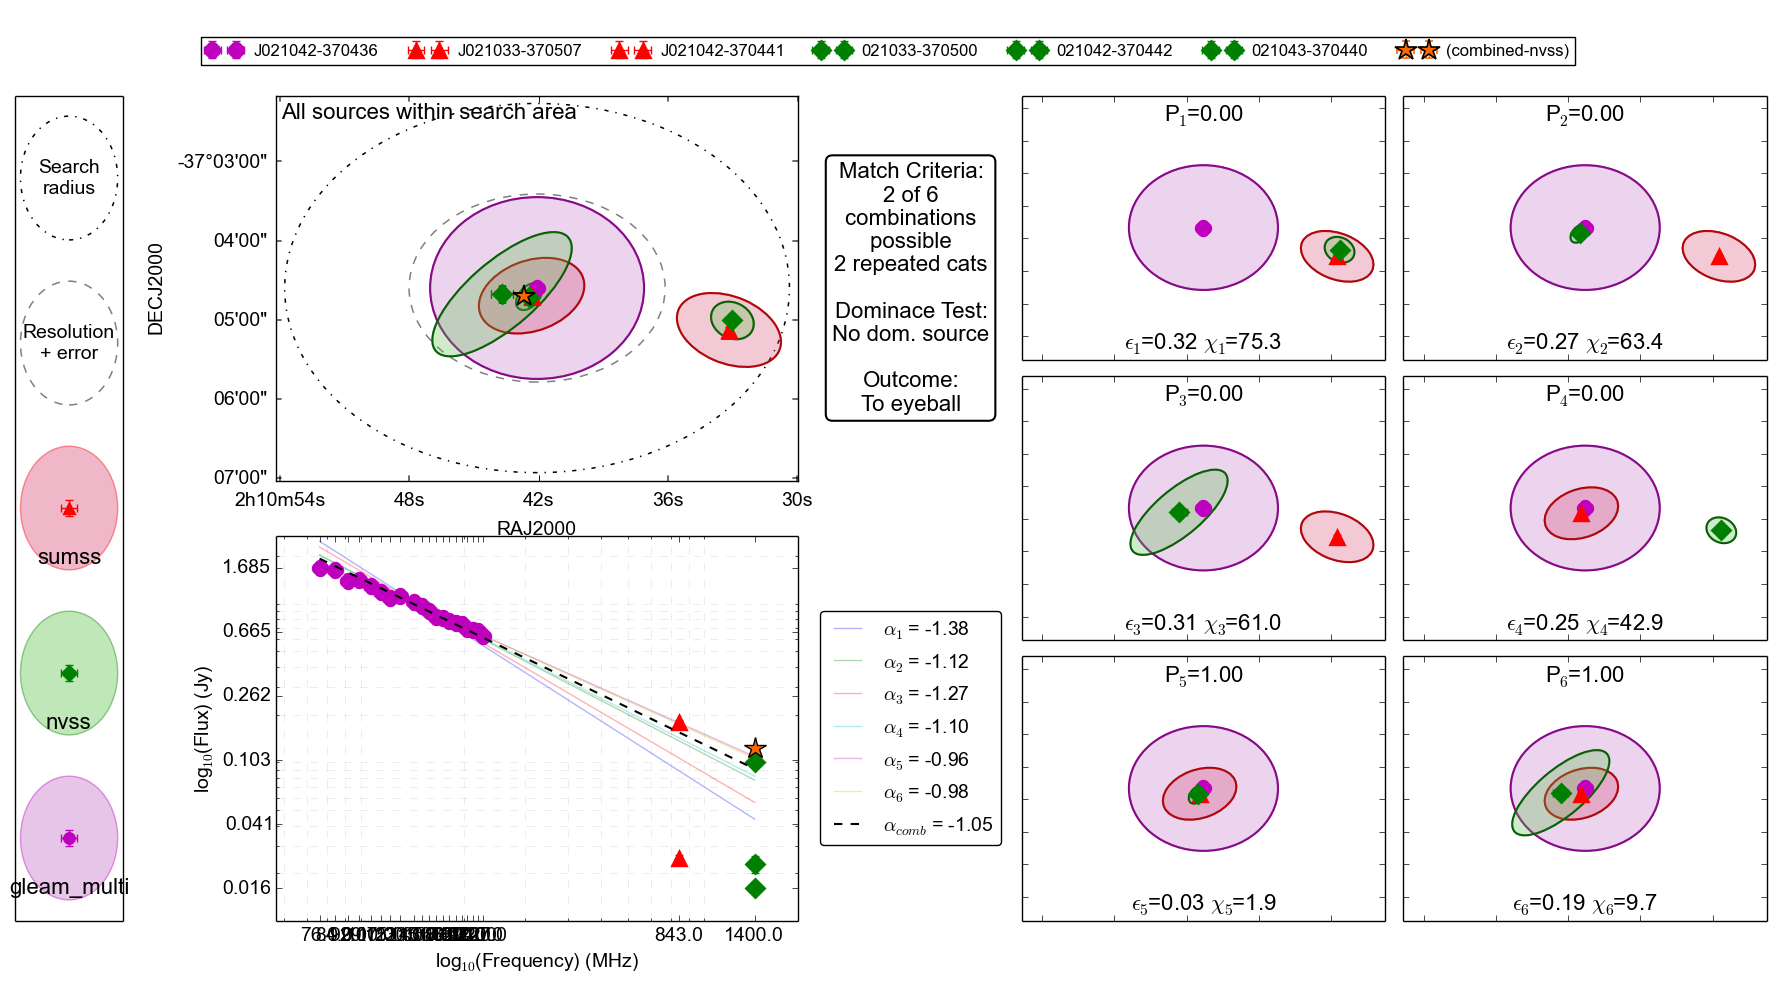 J021042-370436 J021033-370507 J021042-370441 021033-370500 021042-370442 021043-370440 (combined-nvss)
Search
radius
Resolution
+ error
sumss
nvss
gleam_multi
All sources within search area
DECJ2000
-37°03'00"
04'00"
05'00"
06'00"
07'00"
2h10m54s 48s 42s 36s 30s
RAJ2000
Match Criteria:
2 of 6
combinations
possible
2 repeated cats
Dominace Test:
No dom. source
Outcome:
To eyeball
log₁₀(Flux) (Jy)
1.685
0.665
0.262
0.103
0.041
0.016
843.0 1400.0
log₁₀(Frequency) (MHz)
α₁ = -1.38
α₂ = -1.12
α₃ = -1.27
α₄ = -1.10
α₅ = -0.96
α₆ = -0.98
α_comb = -1.05
P₁=0.00
ϵ₁=0.32 χ₁=75.3
P₂=0.00
ϵ₂=0.27 χ₂=63.4
P₃=0.00
ϵ₃=0.31 χ₃=61.0
P₄=0.00
ϵ₄=0.25 χ₄=42.9
P₅=1.00
ϵ₅=0.03 χ₅=1.9
P₆=1.00
ϵ₆=0.19 χ₆=9.7